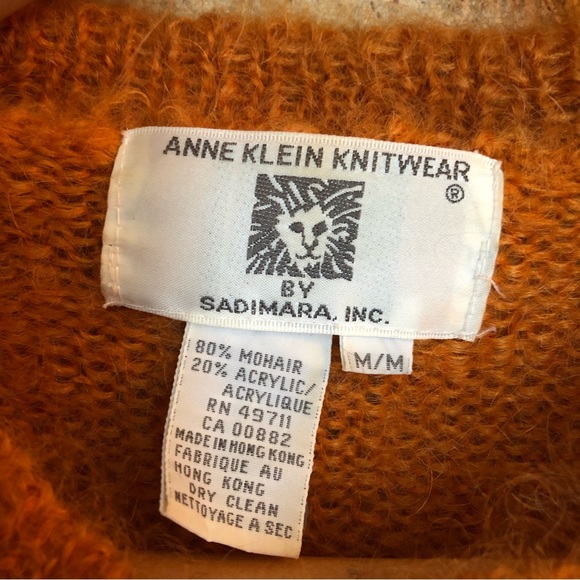 ANNE KLEIN KNITWEAR
®
BY
SADIMARA, INC.
M/M
80% MOHAIR
20% ACRYLIC/
ACRYLIQUE
RN 49711
CA 00882
MADE IN HONG KONG
FABRIQUE AU
HONG KONG
DRY CLEAN
NETTOYAGE A SEC